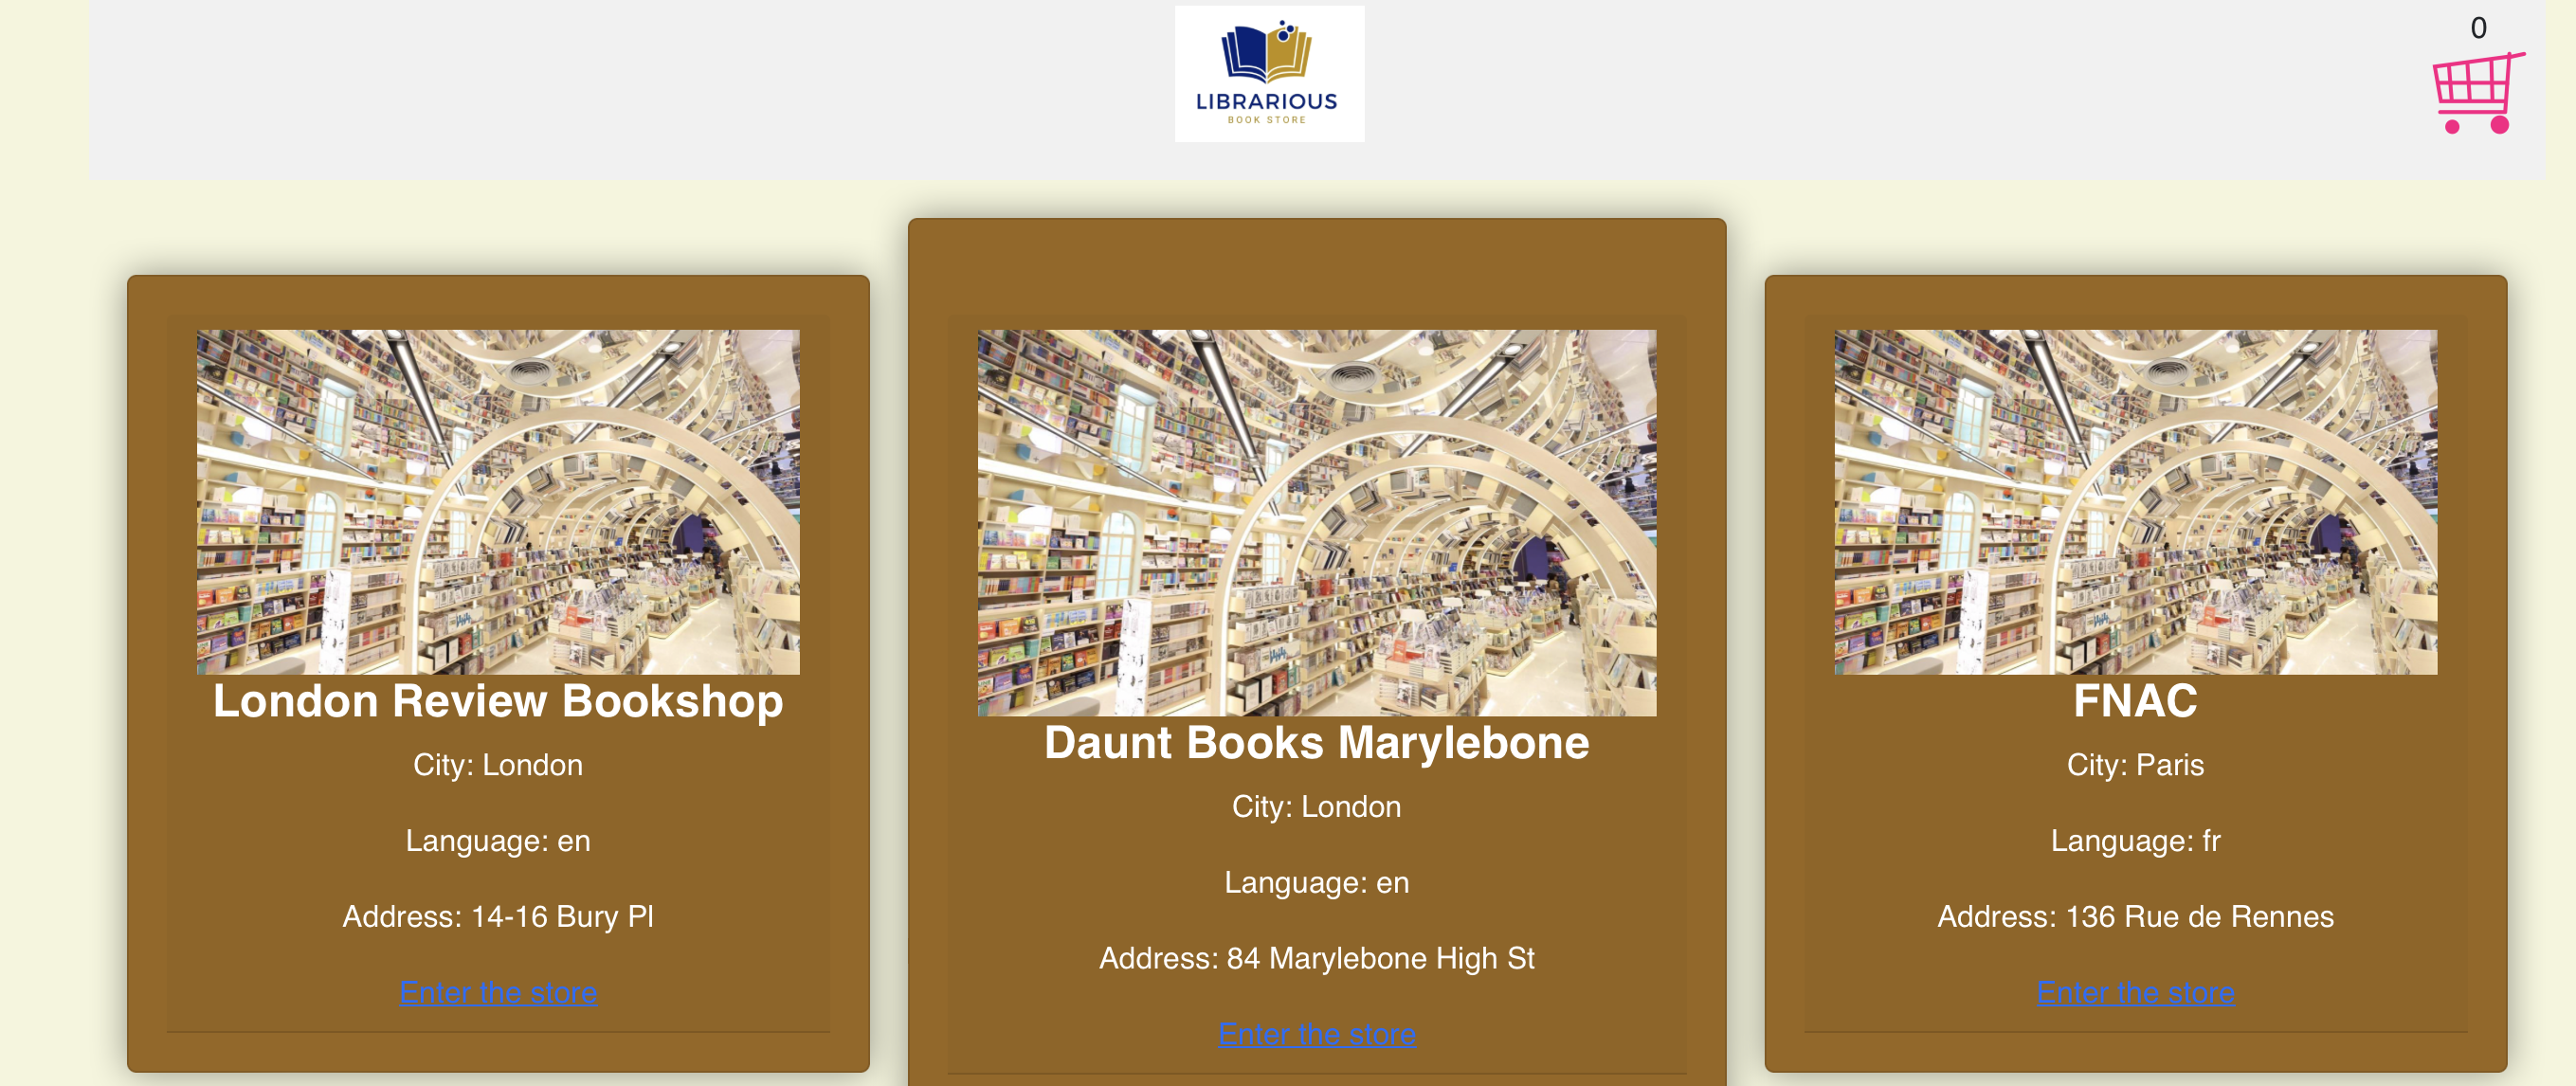 LIBRARIOUS
BOOK STORE
0
London Review Bookshop
City: London
Language: en
Address: 14-16 Bury Pl
Enter the store
Daunt Books Marylebone
City: London
Language: en
Address: 84 Marylebone High St
Enter the store
FNAC
City: Paris
Language: fr
Address: 136 Rue de Rennes
Enter the store